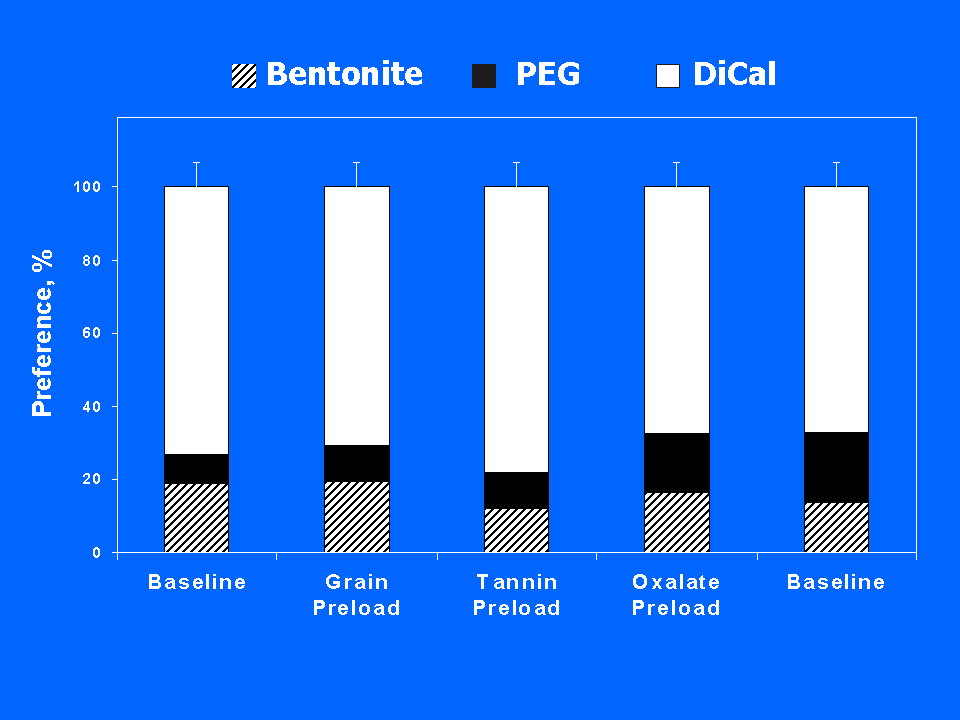 Bentonite PEG DiCal
Preference, %
100
80
60
40
20
0
Baseline Grain Tannin Oxalate Baseline
Preload Preload Preload